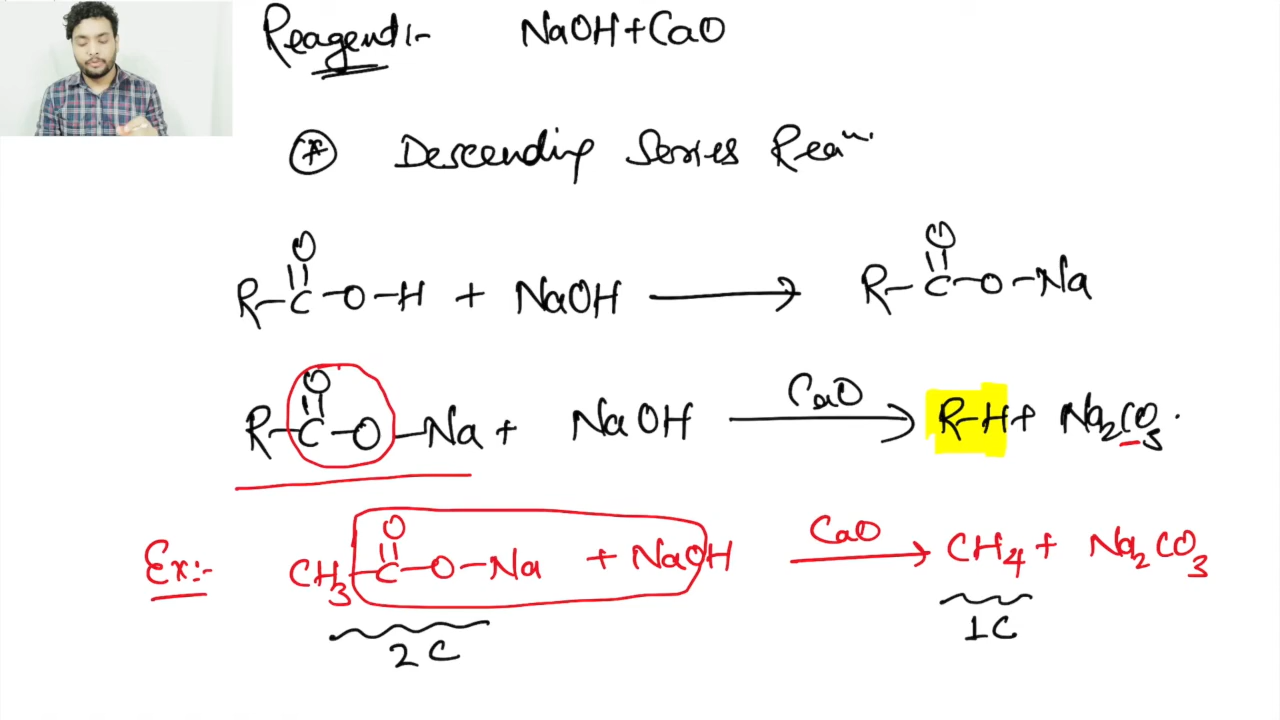 Reagent:- NaOH+CaO
* Descending Series Rea^n.
O
R-C-O-H + NaOH ⟶ R-C-O-Na
O
CaO
R-C-O-Na + NaOH ⟶ R-H + Na₂CO₃.
O
CaO
Ex:- CH₃-C-O-Na + NaOH ⟶ CH₄ + Na₂CO₃
2C 1C